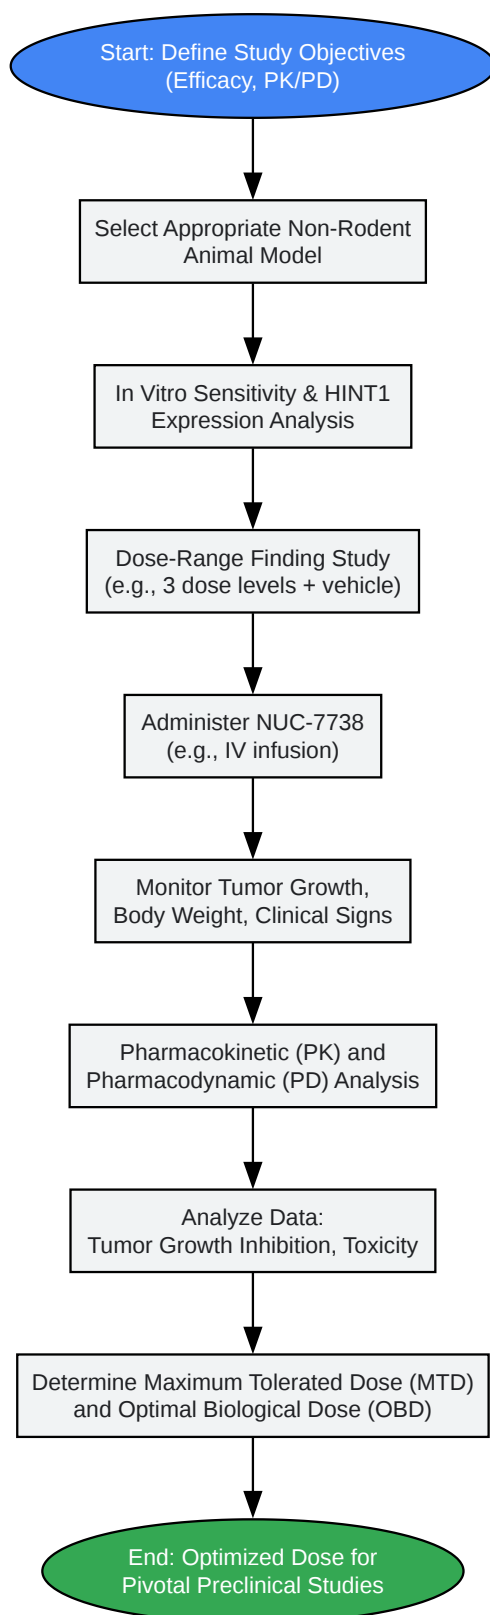 Start: Define Study Objectives
(Efficacy, PK/PD)
Select Appropriate Non-Rodent
Animal Model
In Vitro Sensitivity & HINT1
Expression Analysis
Dose-Range Finding Study
(e.g., 3 dose levels + vehicle)
Administer NUC-7738
(e.g., IV infusion)
Monitor Tumor Growth,
Body Weight, Clinical Signs
Pharmacokinetic (PK) and
Pharmacodynamic (PD) Analysis
Analyze Data:
Tumor Growth Inhibition, Toxicity
Determine Maximum Tolerated Dose (MTD)
and Optimal Biological Dose (OBD)
End: Optimized Dose for
Pivotal Preclinical Studies